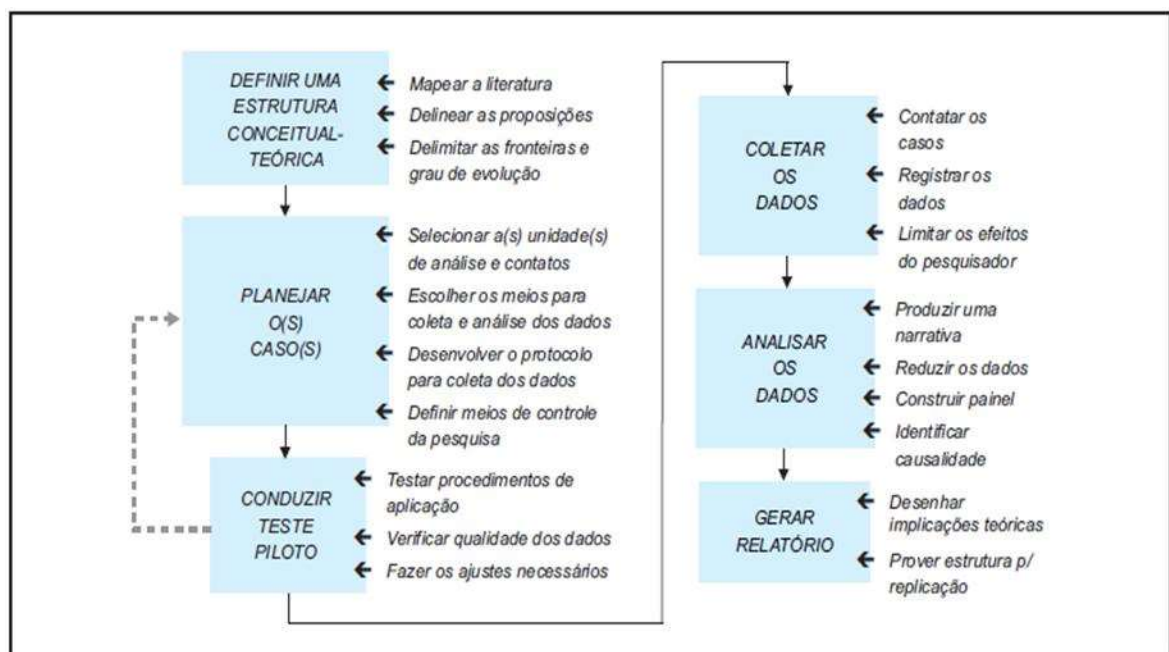 DEFINIR UMA
ESTRUTURA
CONCEITUAL-
TEÓRICA
Mapear a literatura
Delinear as proposições
Delimitar as fronteiras e
grau de evolução
PLANEJAR
O(S)
CASO(S)
Selecionar a(s) unidade(s)
de análise e contatos
Escolher os meios para
coleta e análise dos dados
Desenvolver o protocolo
para coleta dos dados
Definir meios de controle
da pesquisa
CONDUZIR
TESTE
PILOTO
Testar procedimentos de
aplicação
Verificar qualidade dos dados
Fazer os ajustes necessários
COLETAR
OS
DADOS
Contatar os
casos
Registrar os
dados
Limitar os efeitos
do pesquisador
ANALISAR
OS
DADOS
Produzir uma
narrativa
Reduzir os dados
Construir painel
Identificar
causalidade
GERAR
RELATÓRIO
Desenhar
implicações teóricas
Prover estrutura p/
replicação